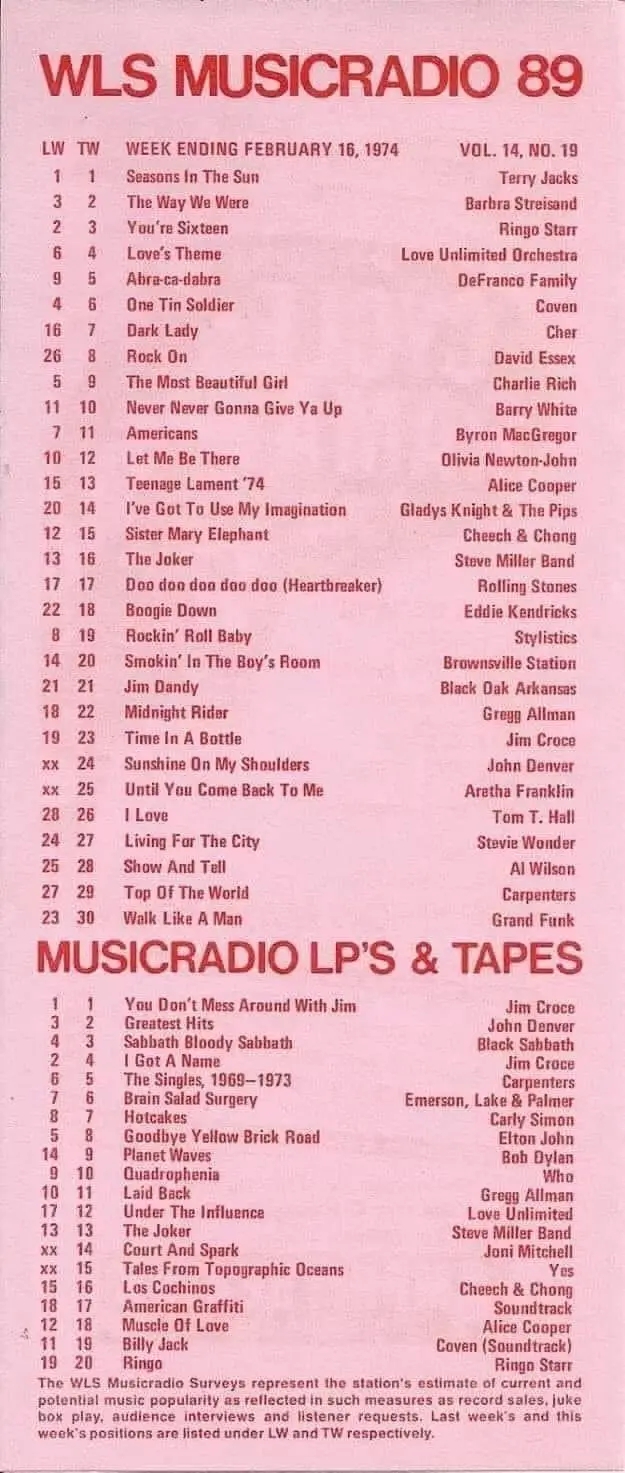 WLS MUSICRADIO 89
LW TW WEEK ENDING FEBRUARY 16, 1974 VOL. 14, NO. 19
1 1 Seasons In The Sun Terry Jacks
3 2 The Way We Were Barbra Streisand
2 3 You're Sixteen Ringo Starr
6 4 Love's Theme Love Unlimited Orchestra
9 5 Abra-ca-dabra DeFranco Family
4 6 One Tin Soldier Coven
16 7 Dark Lady Cher
26 8 Rock On David Essex
5 9 The Most Beautiful Girl Charlie Rich
11 10 Never Never Gonna Give Ya Up Barry White
7 11 Americans Byron MacGregor
10 12 Let Me Be There Olivia Newton-John
15 13 Teenage Lament '74 Alice Cooper
20 14 I've Got To Use My Imagination Gladys Knight & The Pips
12 15 Sister Mary Elephant Cheech & Chong
13 16 The Joker Steve Miller Band
17 17 Doo doo doo doo doo (Heartbreaker) Rolling Stones
22 18 Boogie Down Eddie Kendricks
8 19 Rockin' Roll Baby Stylistics
14 20 Smokin' In The Boy's Room Brownsville Station
21 21 Jim Dandy Black Oak Arkansas
18 22 Midnight Rider Gregg Allman
19 23 Time In A Bottle Jim Croce
xx 24 Sunshine On My Shoulders John Denver
xx 25 Until You Come Back To Me Aretha Franklin
28 26 I Love Tom T. Hall
24 27 Living For The City Stevie Wonder
25 28 Show And Tell Al Wilson
27 29 Top Of The World Carpenters
23 30 Walk Like A Man Grand Funk
MUSICRADIO LP'S & TAPES
1 1 You Don't Mess Around With Jim Jim Croce
3 2 Greatest Hits John Denver
4 3 Sabbath Bloody Sabbath Black Sabbath
2 4 I Got A Name Jim Croce
6 5 The Singles, 1969–1973 Carpenters
7 6 Brain Salad Surgery Emerson, Lake & Palmer
8 7 Hotcakes Carly Simon
5 8 Goodbye Yellow Brick Road Elton John
14 9 Planet Waves Bob Dylan
9 10 Quadrophenia Who
10 11 Laid Back Gregg Allman
17 12 Under The Influence Love Unlimited
13 13 The Joker Steve Miller Band
xx 14 Court And Spark Joni Mitchell
xx 15 Tales From Topographic Oceans Yes
15 16 Los Cochinos Cheech & Chong
18 17 American Graffiti Soundtrack
12 18 Muscle Of Love Alice Cooper
11 19 Billy Jack Coven (Soundtrack)
19 20 Ringo Ringo Starr
The WLS Musicradio Surveys represent the station's estimate of current and
potential music popularity as reflected in such measures as record sales, juke
box play, audience interviews and listener requests. Last week's and this
week's positions are listed under LW and TW respectively.